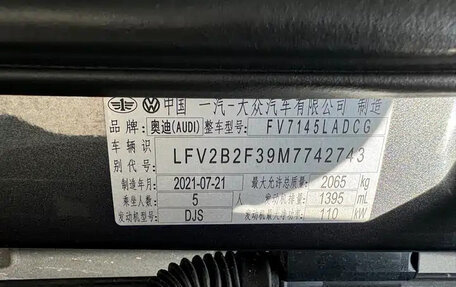 中国 一汽-大众汽车有限公司 制造
品牌: 奥迪(AUDI) 整车型号: FV7145LADCG
车辆识别代号: LFV2B2F39M7742743
制造年月 2021-07-21 最大允许总质量 2065 kg
乘坐人数 5 人 发动机排量 1395 mL
发动机型号 DJS 发动机最大净功率 110 kW